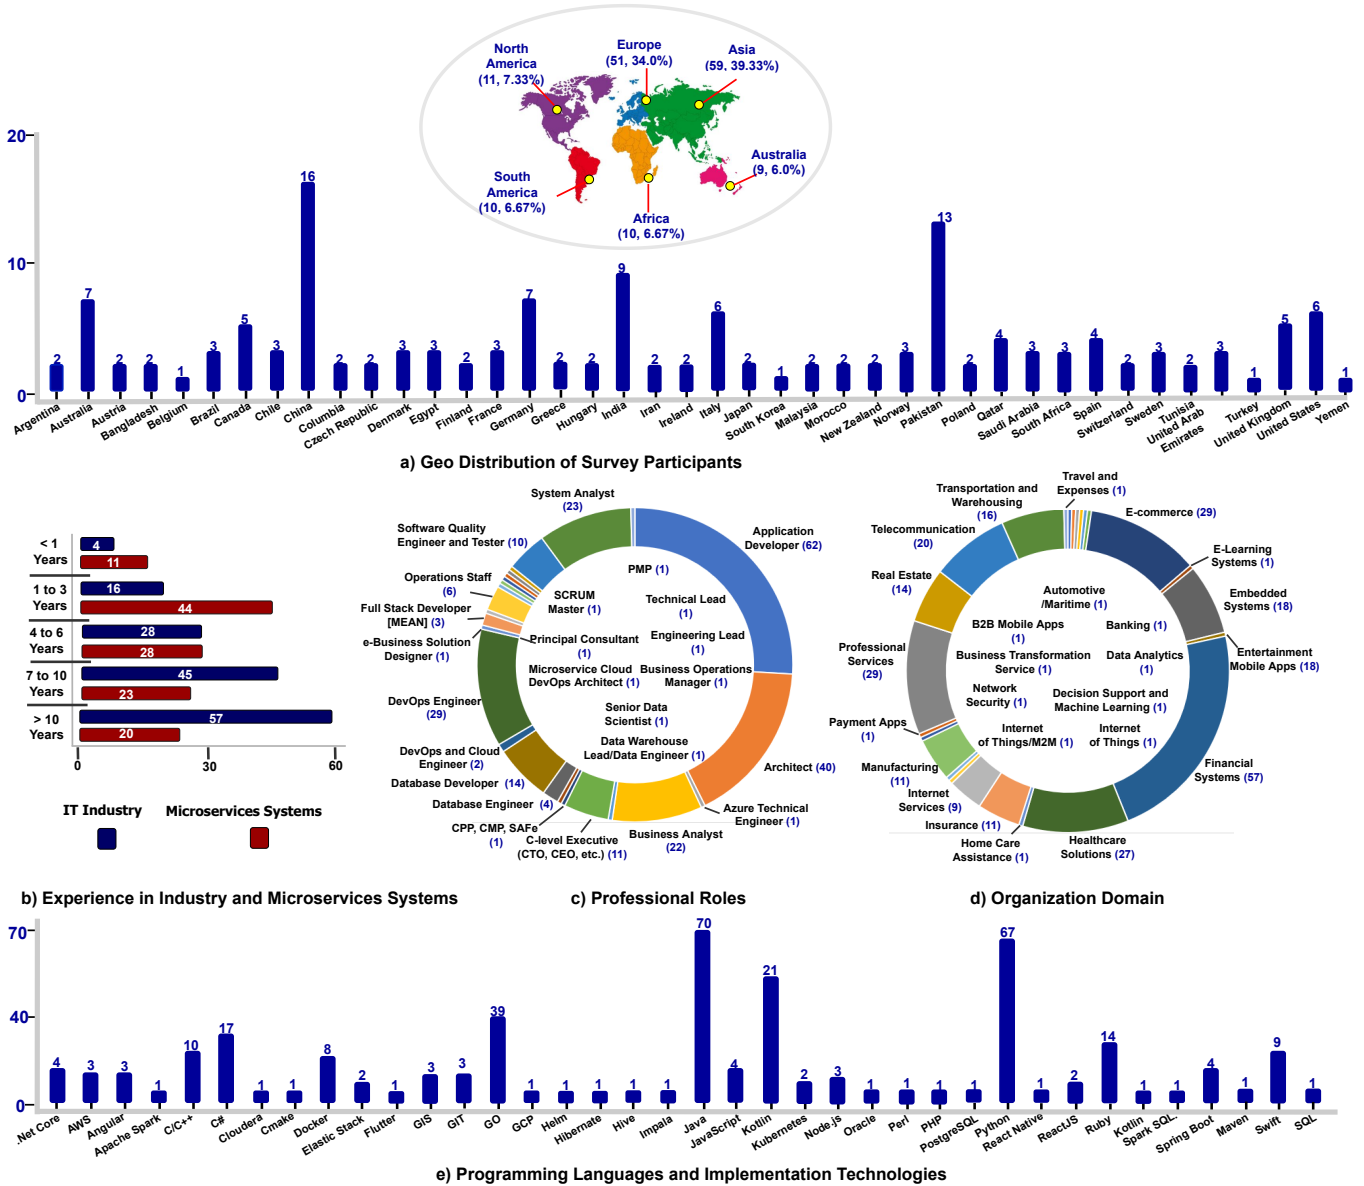 North
America
(11, 7.33%)
Europe
(51, 34.0%)
Asia
(59, 39.33%)
Australia
(9, 6.0%)
South
America
(10, 6.67%)
Africa
(10, 6.67%)
20
10
0
2 7 2 2 1 3 5 3 16 2 2 3 3 2 3 7 2 2 9 2 2 6 2 1 2 2 2 3 13 2 4 3 3 4 2 3 2 3 1 5 6 1
Argentina Australia Austria Bangladesh Belgium Brazil Canada Chile China Columbia Czech Republic Denmark Egypt Finland France Germany Greece Hungary India Iran Ireland Italy Japan South Korea Malaysia Morocco New Zealand Norway Pakistan Poland Qatar Saudi Arabia South Africa Spain Switzerland Sweden Tunisia United Arab Emirates Turkey United Kingdom United States Yemen
a) Geo Distribution of Survey Participants
< 1
Years
4
11
1 to 3
Years
16
44
4 to 6
Years
28
28
7 to 10
Years
45
23
> 10
Years
57
20
0 30 60
IT Industry Microservices Systems
b) Experience in Industry and Microservices Systems
System Analyst
(23)
Software Quality
Engineer and Tester (10)
Operations Staff
(6)
Full Stack Developer
[MEAN] (3)
e-Business Solution
Designer (1)
DevOps Engineer
(29)
DevOps and Cloud
Engineer (2)
Database Developer (14)
Database Engineer (4)
CPP, CMP, SAFe
(1)
C-level Executive
(CTO, CEO, etc.) (11)
Business Analyst
(22)
Azure Technical
Engineer (1)
Architect (40)
Application
Developer (62)
PMP (1)
SCRUM
Master (1)
Technical Lead
(1)
Principal Consultant
(1)
Engineering Lead
(1)
Microservice Cloud
DevOps Architect (1)
Business Operations
Manager (1)
Senior Data
Scientist (1)
Data Warehouse
Lead/Data Engineer (1)
c) Professional Roles
Travel and
Expenses (1)
Transportation and
Warehousing
(16)
Telecommunication
(20)
Real Estate
(14)
Professional
Services
(29)
Payment Apps
(1)
Manufacturing
(11)
Internet
Services (9)
Insurance (11)
Home Care
Assistance (1)
Healthcare
Solutions (27)
Financial
Systems (57)
Entertainment
Mobile Apps (18)
Embedded
Systems (18)
E-Learning
Systems (1)
E-commerce (29)
Automotive
/Maritime (1)
B2B Mobile Apps
(1)
Banking (1)
Business Transformation
Service (1)
Data Analytics
(1)
Network
Security (1)
Decision Support and
Machine Learning (1)
Internet
of Things/M2M (1)
Internet
of Things (1)
d) Organization Domain
70
40
0
4 3 3 1 10 17 1 1 8 2 1 3 3 39 1 1 1 1 1 70 4 21 2 3 1 1 1 1 67 1 2 14 1 1 4 1 9 1
.Net Core AWS Angular Apache Spark C/C++ C# Cloudera Cmake Docker Elastic Stack Flutter GIS GIT GO GCP Helm Hibernate Hive Impala Java JavaScript Kotlin Kubernetes Node.js Oracle Perl PHP PostgreSQL Python React Native ReactJS Ruby Kotlin Spark SQL. Spring Boot Maven Swift SQL
e) Programming Languages and Implementation Technologies